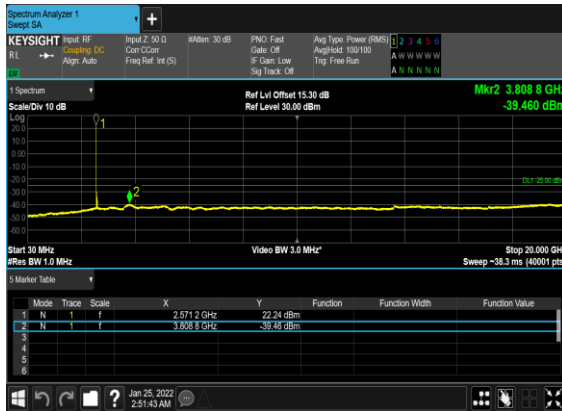 Spectrum Analyzer 1
Swept SA
KEYSIGHT Input: RF Input Z: 50 Ω #Atten: 30 dB PNO: Fast Avg Type: Power (RMS) 1 2 3 4 5 6
RL Coupling: DC Corr CCorr Gate: Off Avg|Hold: 100/100 A W W W W W
Align: Auto Freq Ref: Int (S) IF Gain: Low Trig: Free Run
Sig Track: Off A N N N N N
1 Spectrum Ref Lvl Offset 15.30 dB Mkr2 3.808 8 GHz
Scale/Div 10 dB Ref Level 30.00 dBm -39.460 dBm
Log
20.0
10.0
0.00
-10.0
-20.0
-30.0
-40.0
-50.0
-60.0
1
2
DL1 -25.00 dBm
Start 30 MHz Video BW 3.0 MHz* Stop 20.000 GHz
#Res BW 1.0 MHz Sweep ~38.3 ms (40001 pts)
5 Marker Table
Mode Trace Scale X Y Function Function Width Function Value
1 N 1 f 2.571 2 GHz 22.24 dBm
2 N 1 f 3.808 8 GHz -39.46 dBm
3
4
5
6
? Jan 25, 2022
2:51:43 AM